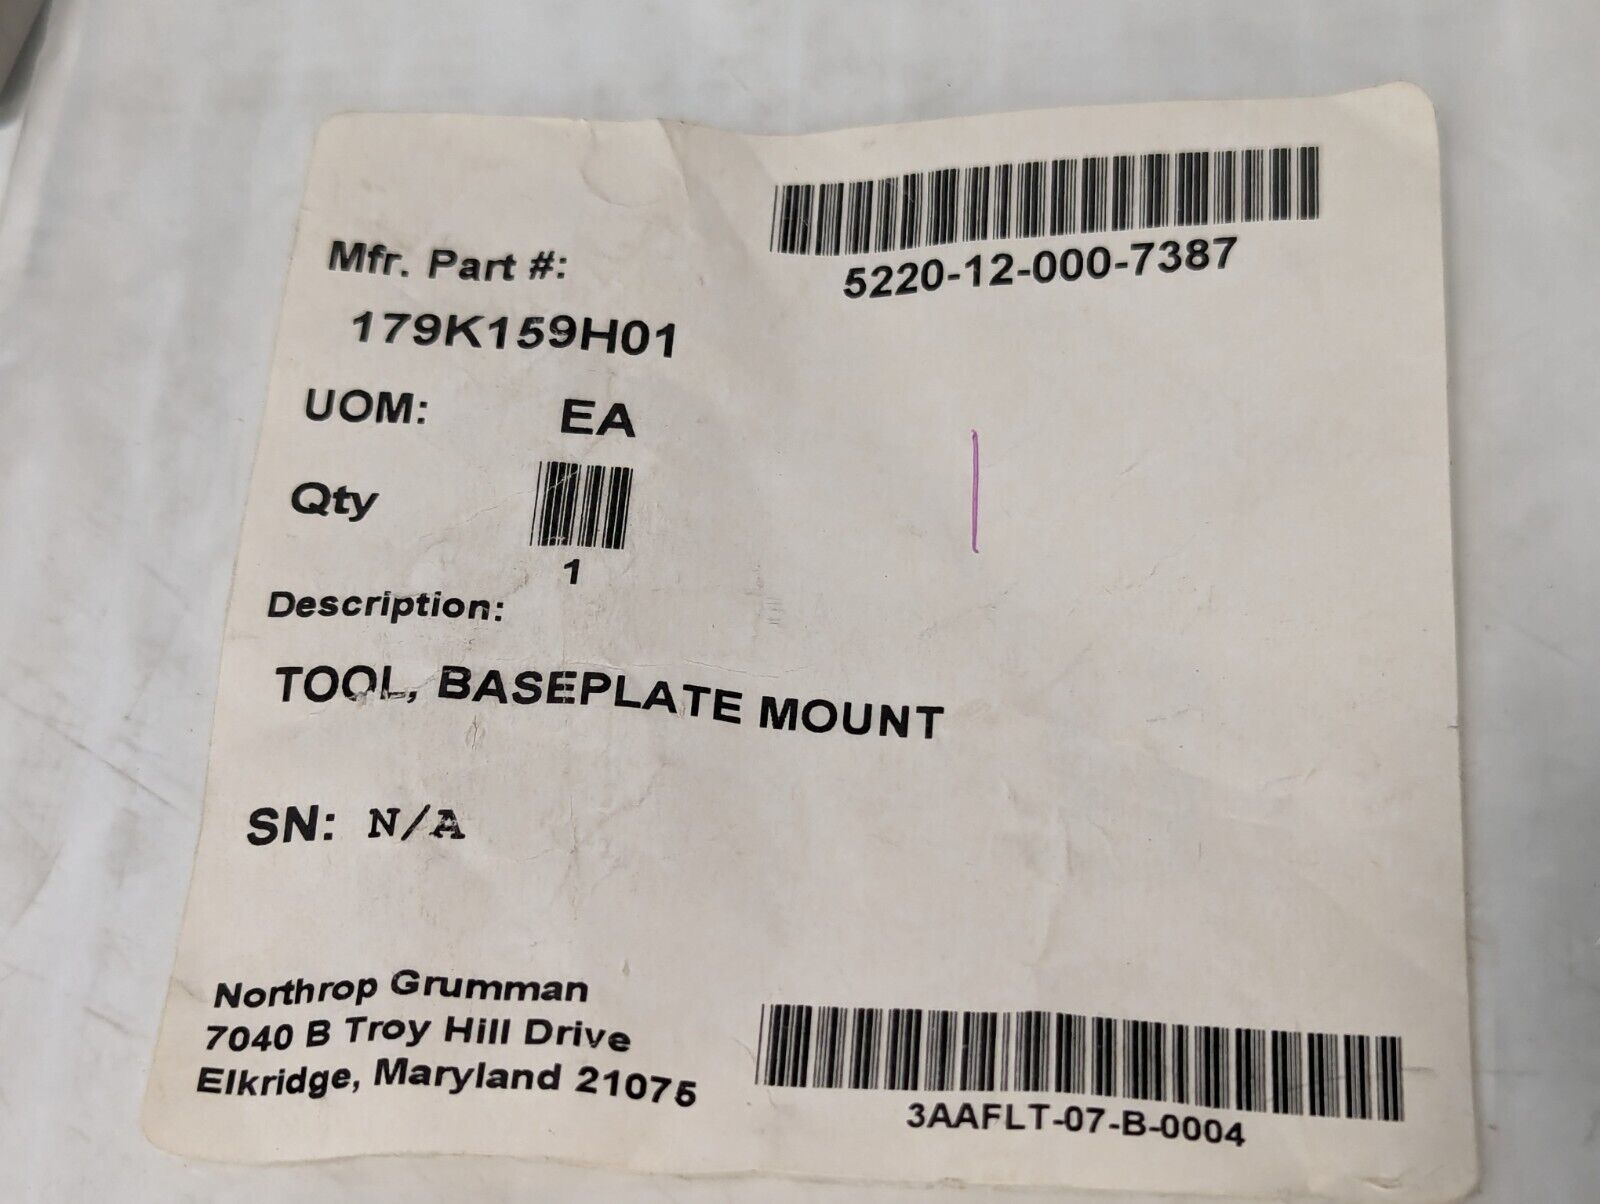 5220-12-000-7387
Mfr. Part #:
179K159H01
UOM: EA
Qty
1
Description:
TOOL, BASEPLATE MOUNT
SN: N/A
Northrop Grumman
7040 B Troy Hill Drive
Elkridge, Maryland 21075
3AAFLT-07-B-0004